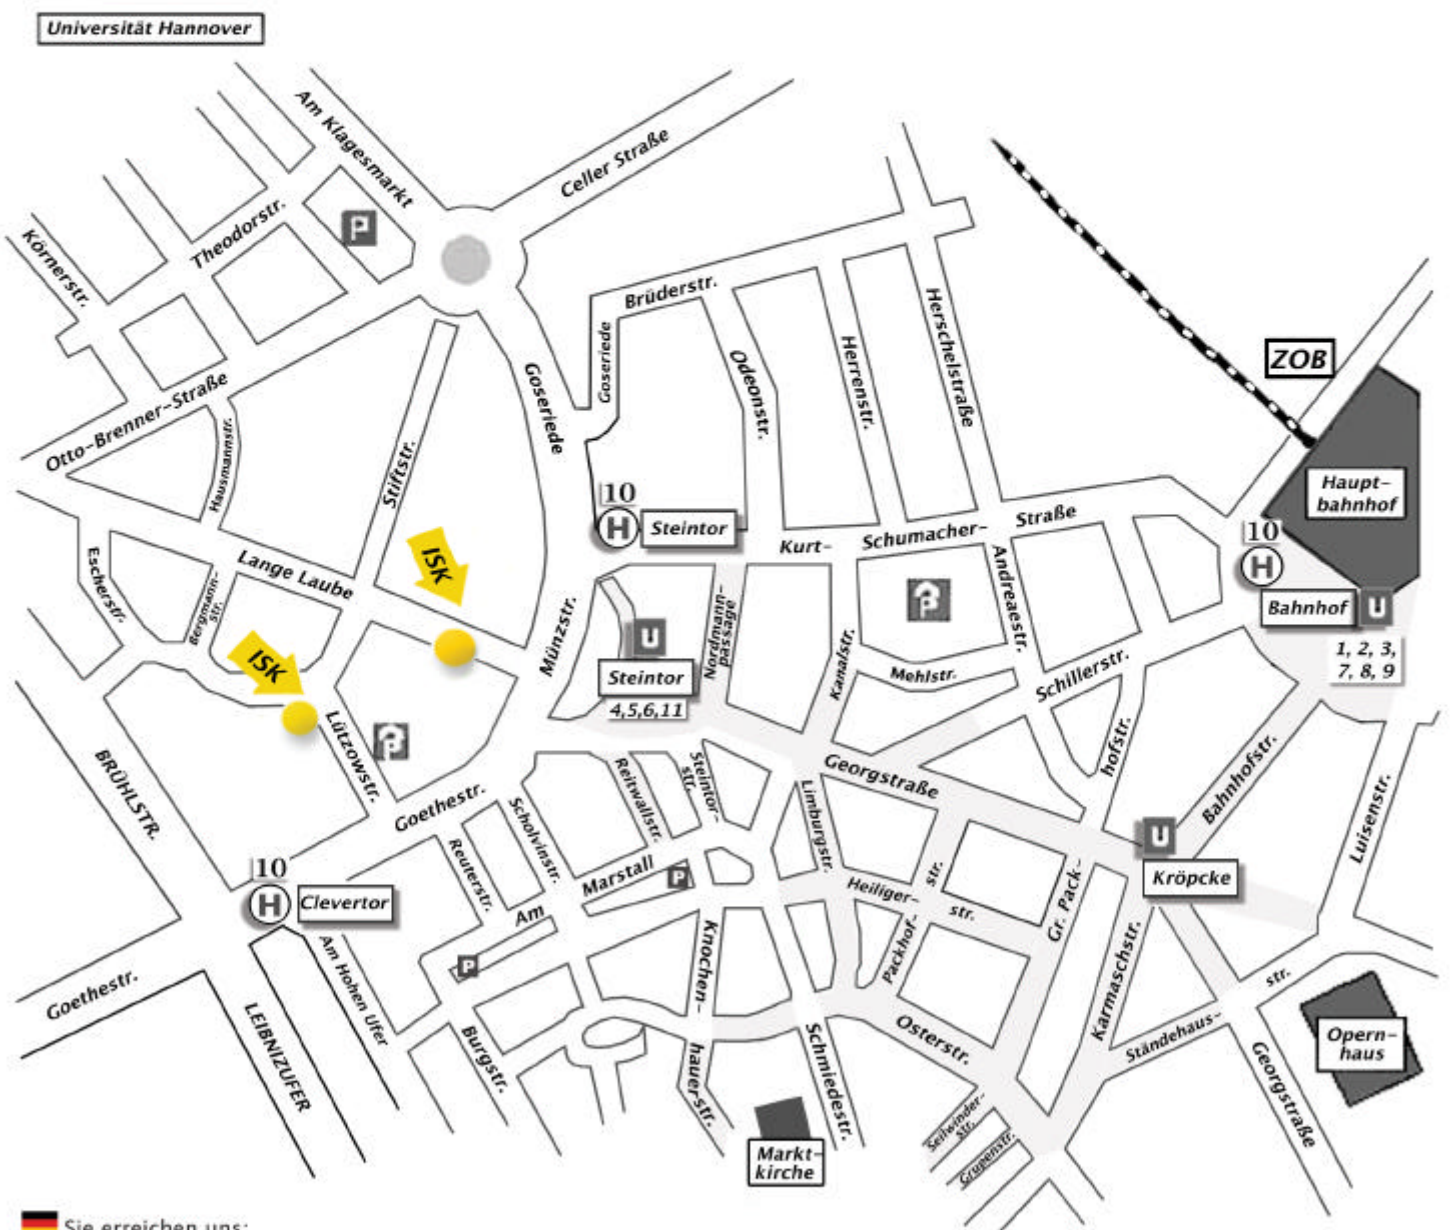 Universität Hannover
Am Klagesmarkt
Celler Straße
Theodorstr.
P
Körnerstr.
Brüderstr.
Goseriede
Goseriede
Odeonstr.
Herrenstr.
Herschelstraße
ZOB
Otto-Brenner-Straße
Hausmannstr.
Stiftstr.
Haupt-
bahnhof
10
H
Steintor
Kurt-
Schumacher-
Straße
10
H
Bahnhof
U
1, 2, 3,
7, 8, 9
Escherstr.
Lange Laube
Bergmann-
str.
ISK
ISK
Münzstr.
U
Steintor
4,5,6,11
Nordmann-
passage
Kanalstr.
P
Andreaestr.
Mehlstr.
Schillerstr.
P
Lützowstr.
BRÜHLSTR.
Goethestr.
Reitwallstr.
Steintor-
str.
Scholvinstr.
Reuterstr.
Georgstraße
Limburgstr.
hofstr.
Bahnhofstr.
Luisenstr.
U
Kröpcke
10
H
Clevertor
Am
Marstall
P
P
Heiliger-
str.
Packhof-
str.
Gr. Pack-
Karmaschstr.
Knochen-
hauerstr.
Goethestr.
Am Hohen Ufer
LEIBNIZUFER
Burgstr.
Schmiedestr.
Osterstr.
Ständehaus-
str.
Opern-
haus
Georgstraße
Seilwinder-
str.
Grupenstr.
Markt-
kirche
Sie erreichen uns: